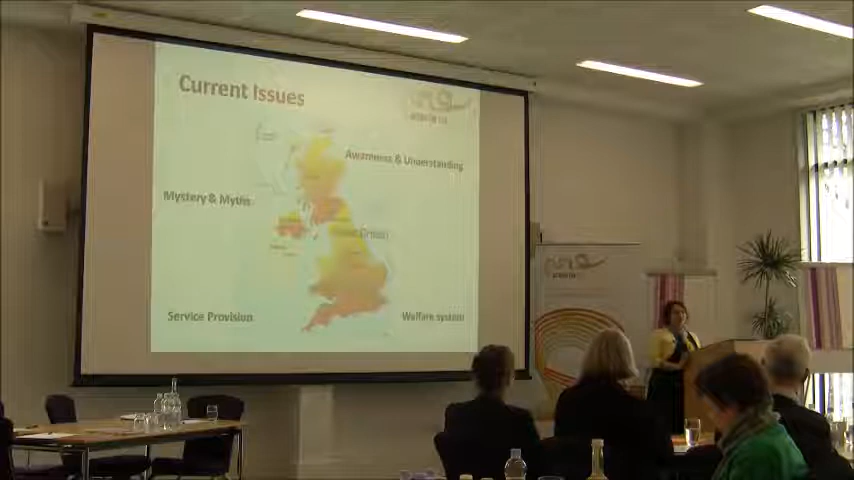 Current Issues
Awareness & Understanding
Mystery & Myths
Service Provision
Welfare system